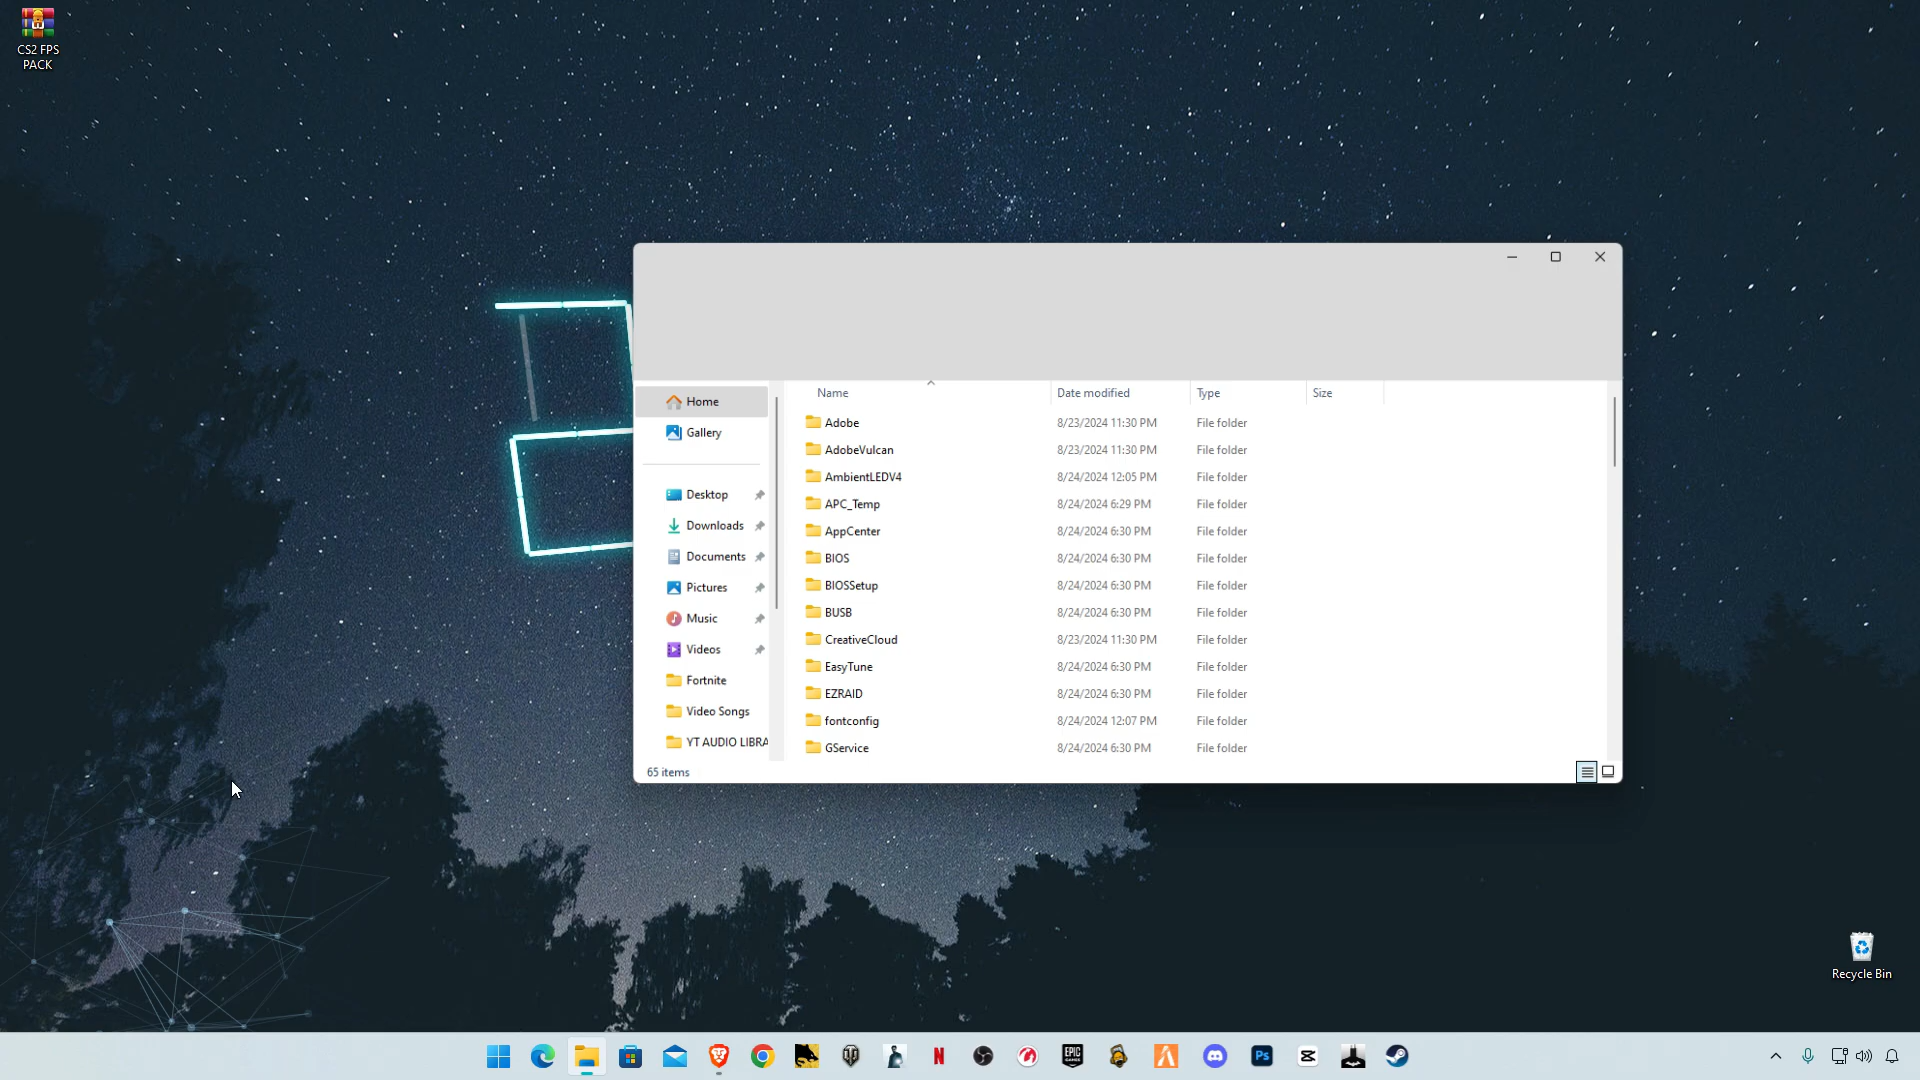 CS2 FPS
PACK
Home
Gallery
Desktop
Downloads
Documents
Pictures
Music
Videos
Fortnite
Video Songs
YT AUDIO LIBRA
Name Date modified Type Size
Adobe 8/23/2024 11:30 PM File folder
AdobeVulcan 8/23/2024 11:30 PM File folder
AmbientLEDV4 8/24/2024 12:05 PM File folder
APC_Temp 8/24/2024 6:29 PM File folder
AppCenter 8/24/2024 6:30 PM File folder
BIOS 8/24/2024 6:30 PM File folder
BIOSSetup 8/24/2024 6:30 PM File folder
BUSB 8/24/2024 6:30 PM File folder
CreativeCloud 8/23/2024 11:30 PM File folder
EasyTune 8/24/2024 6:30 PM File folder
EZRAID 8/24/2024 6:30 PM File folder
fontconfig 8/24/2024 12:07 PM File folder
GService 8/24/2024 6:30 PM File folder
65 items
Recycle Bin
N
EPIC
GAMES
Ps